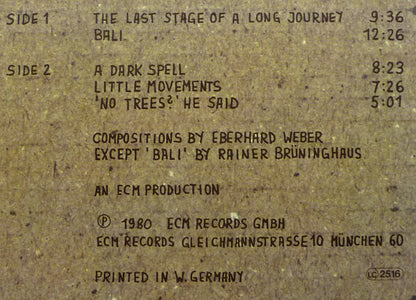 SIDE 1 THE LAST STAGE OF A LONG JOURNEY 9:36
BALI 12:26
SIDE 2 A DARK SPELL 8:23
LITTLE MOVEMENTS 7:26
'NO TREES?' HE SAID 5:01
COMPOSITIONS BY EBERHARD WEBER
EXCEPT 'BALI' BY RAINER BRÜNINGHAUS
AN ECM PRODUCTION
Ⓟ 1980 ECM RECORDS GMBH
ECM RECORDS GLEICHMANNSTRASSE 10 MÜNCHEN 60
PRINTED IN W. GERMANY LC 2516